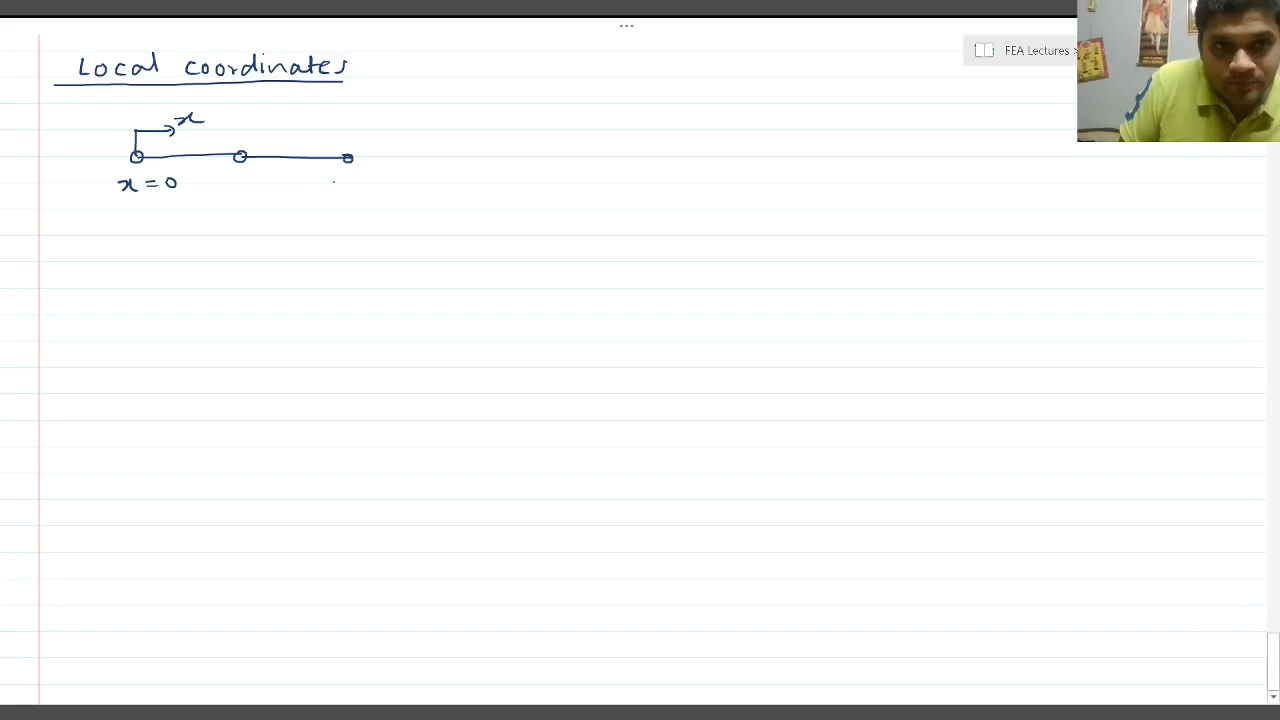 Local coordinates
FEA Lectures >
x
x = 0